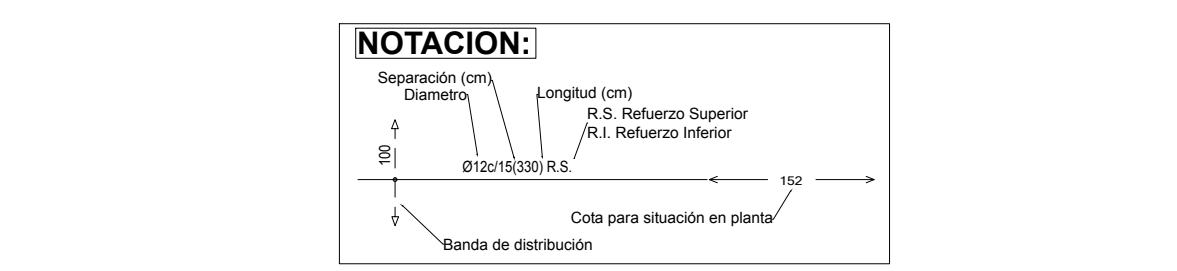 NOTACION:
Separación (cm)
Diametro
Longitud (cm)
R.S. Refuerzo Superior
R.I. Refuerzo Inferior
100
Ø12c/15(330) R.S.
152
Cota para situación en planta
Banda de distribución